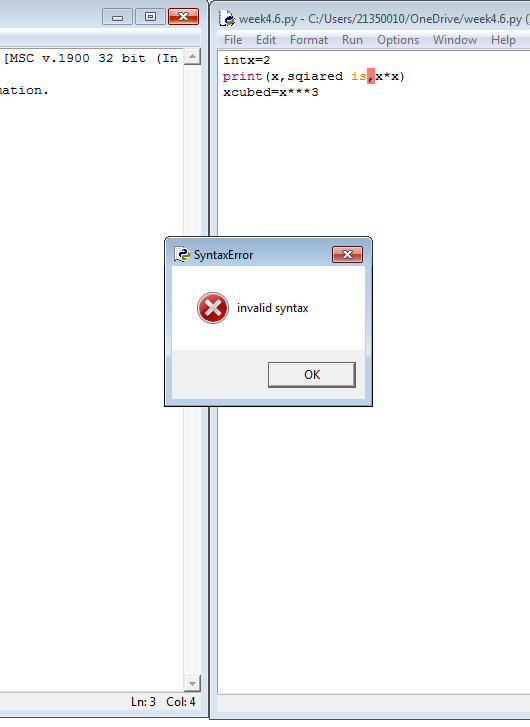 week4.6.py - C:/Users/21350010/OneDrive/week4.6.py (
File Edit Format Run Options Window Help
[MSC v.1900 32 bit (In
mation.
intx=2
print(x,sqiared is,x*x)
xcubed=x***3
SyntaxError
invalid syntax
OK
Ln: 3 Col: 4